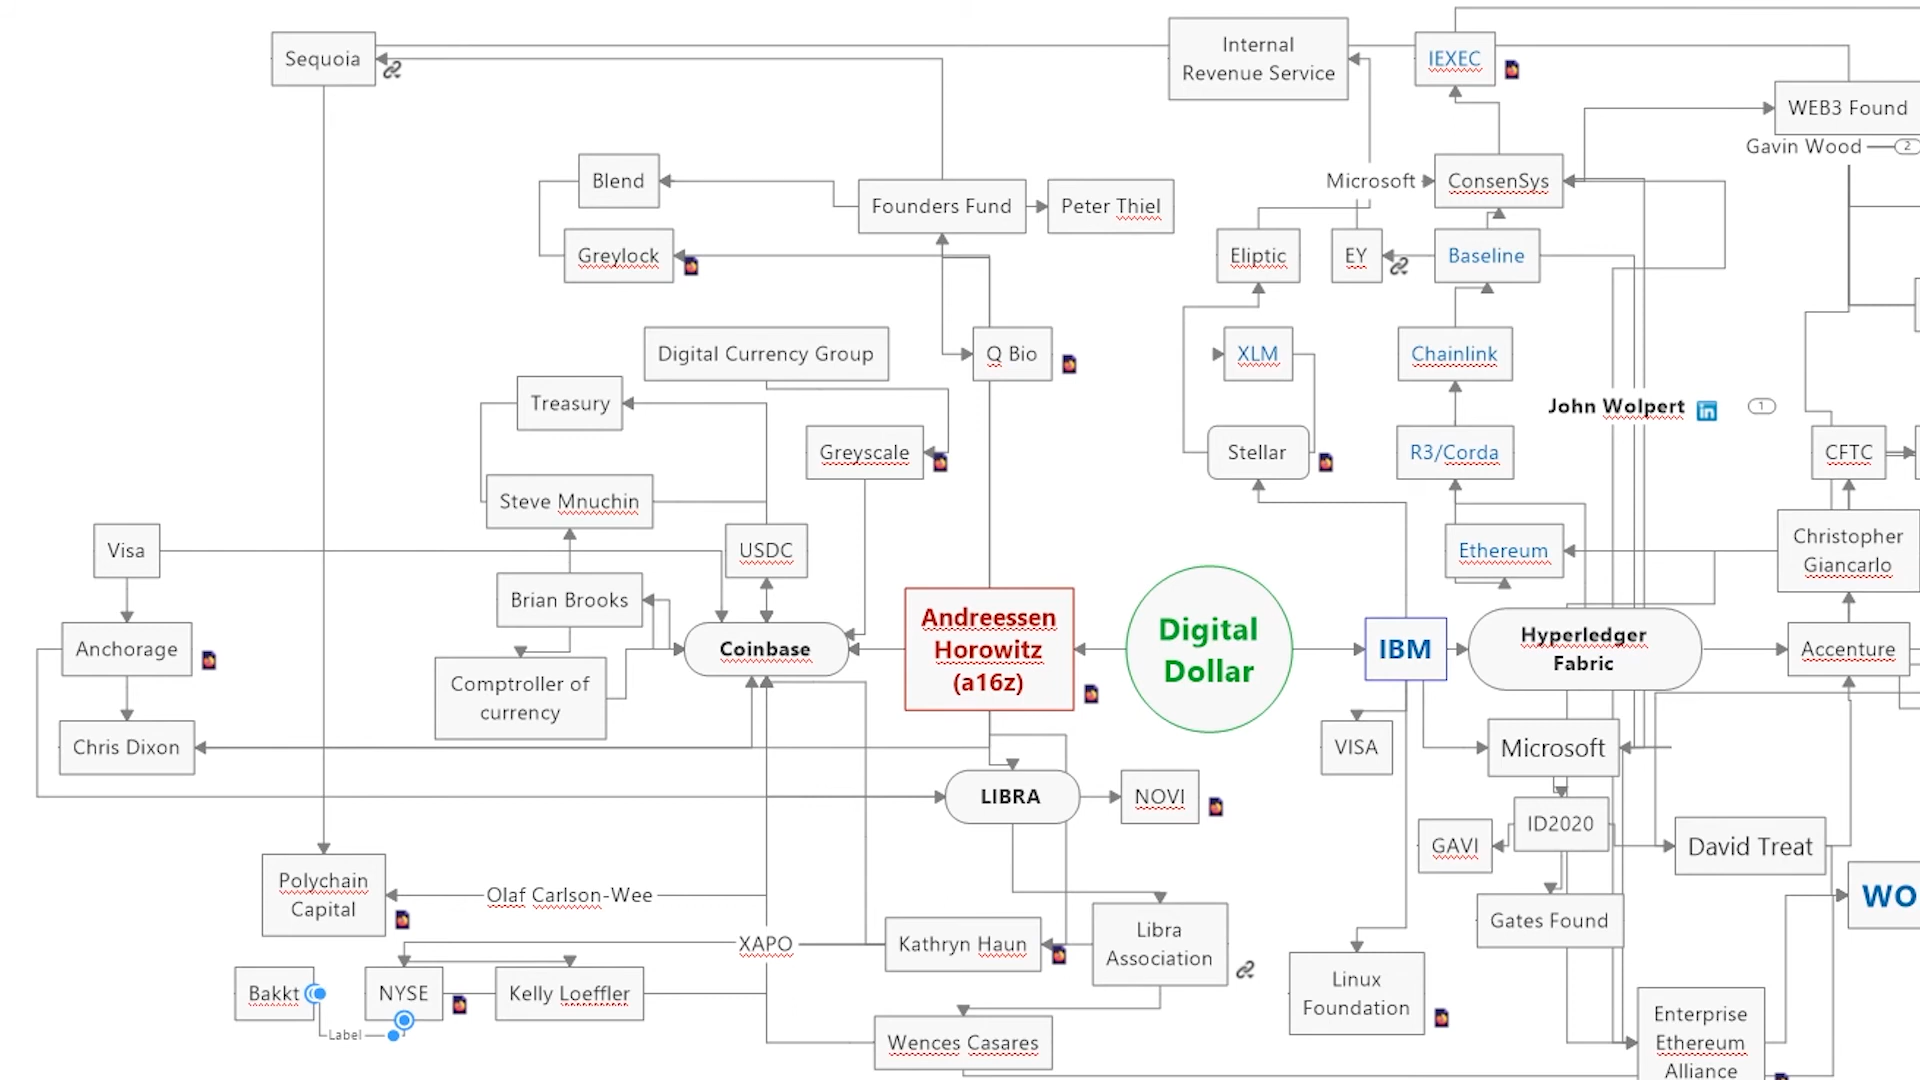 Sequoia
Internal
Revenue Service
IEXEC
WEB3 Found
Gavin Wood
2
Blend
Founders Fund
Peter Thiel
Microsoft
ConsenSys
Greylock
Eliptic
EY
Baseline
Digital Currency Group
Q Bio
XLM
Chainlink
Treasury
John Wolpert
in
1
Greyscale
Stellar
R3/Corda
CFTC
Steve Mnuchin
Visa
USDC
Ethereum
Christopher
Giancarlo
Brian Brooks
Andreessen
Horowitz
(a16z)
Digital
Dollar
Anchorage
Coinbase
IBM
Hyperledger
Fabric
Accenture
Comptroller of
currency
Chris Dixon
VISA
Microsoft
LIBRA
NOVI
ID2020
GAVI
David Treat
Polychain
Capital
Olaf Carlson-Wee
WO
Gates Found
XAPO
Kathryn Haun
Libra
Association
Bakkt
NYSE
Kelly Loeffler
Linux
Foundation
Label
Wences Casares
Enterprise
Ethereum
Alliance